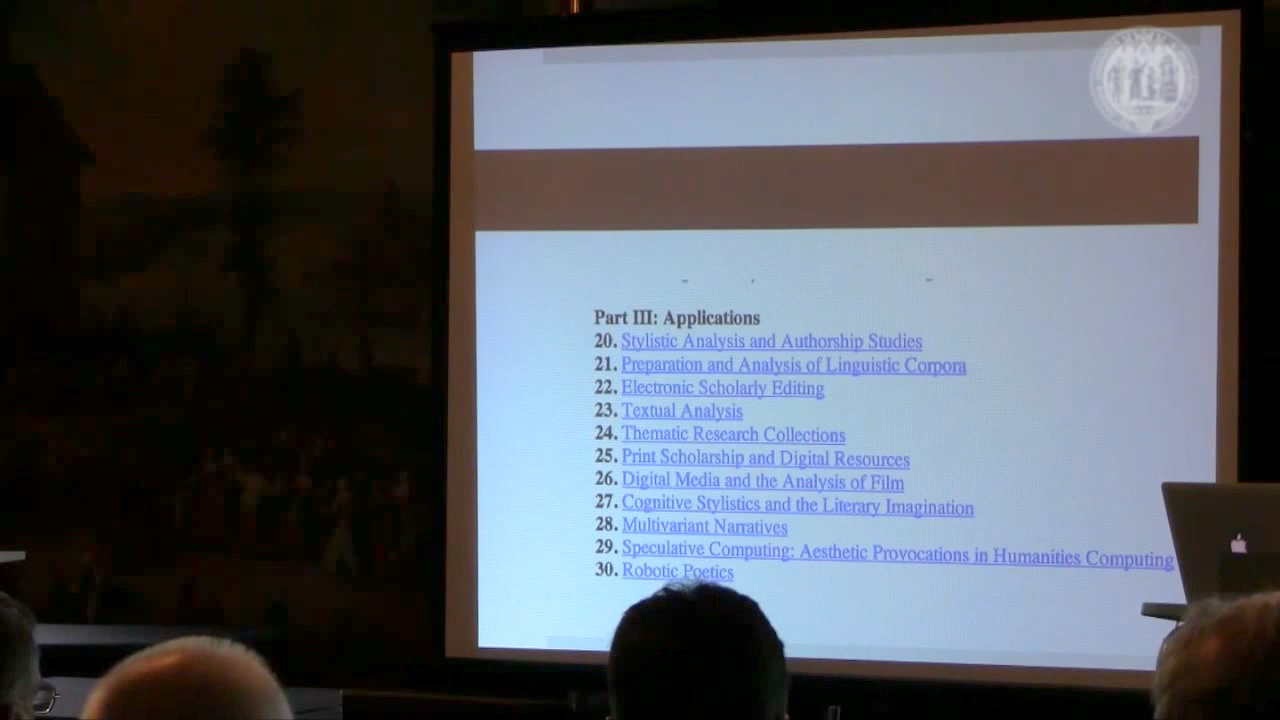 Part III: Applications
20. Stylistic Analysis and Authorship Studies
21. Preparation and Analysis of Linguistic Corpora
22. Electronic Scholarly Editing
23. Textual Analysis
24. Thematic Research Collections
25. Print Scholarship and Digital Resources
26. Digital Media and the Analysis of Film
27. Cognitive Stylistics and the Literary Imagination
28. Multivariant Narratives
29. Speculative Computing: Aesthetic Provocations in Humanities Computing
30. Robotic Poetics